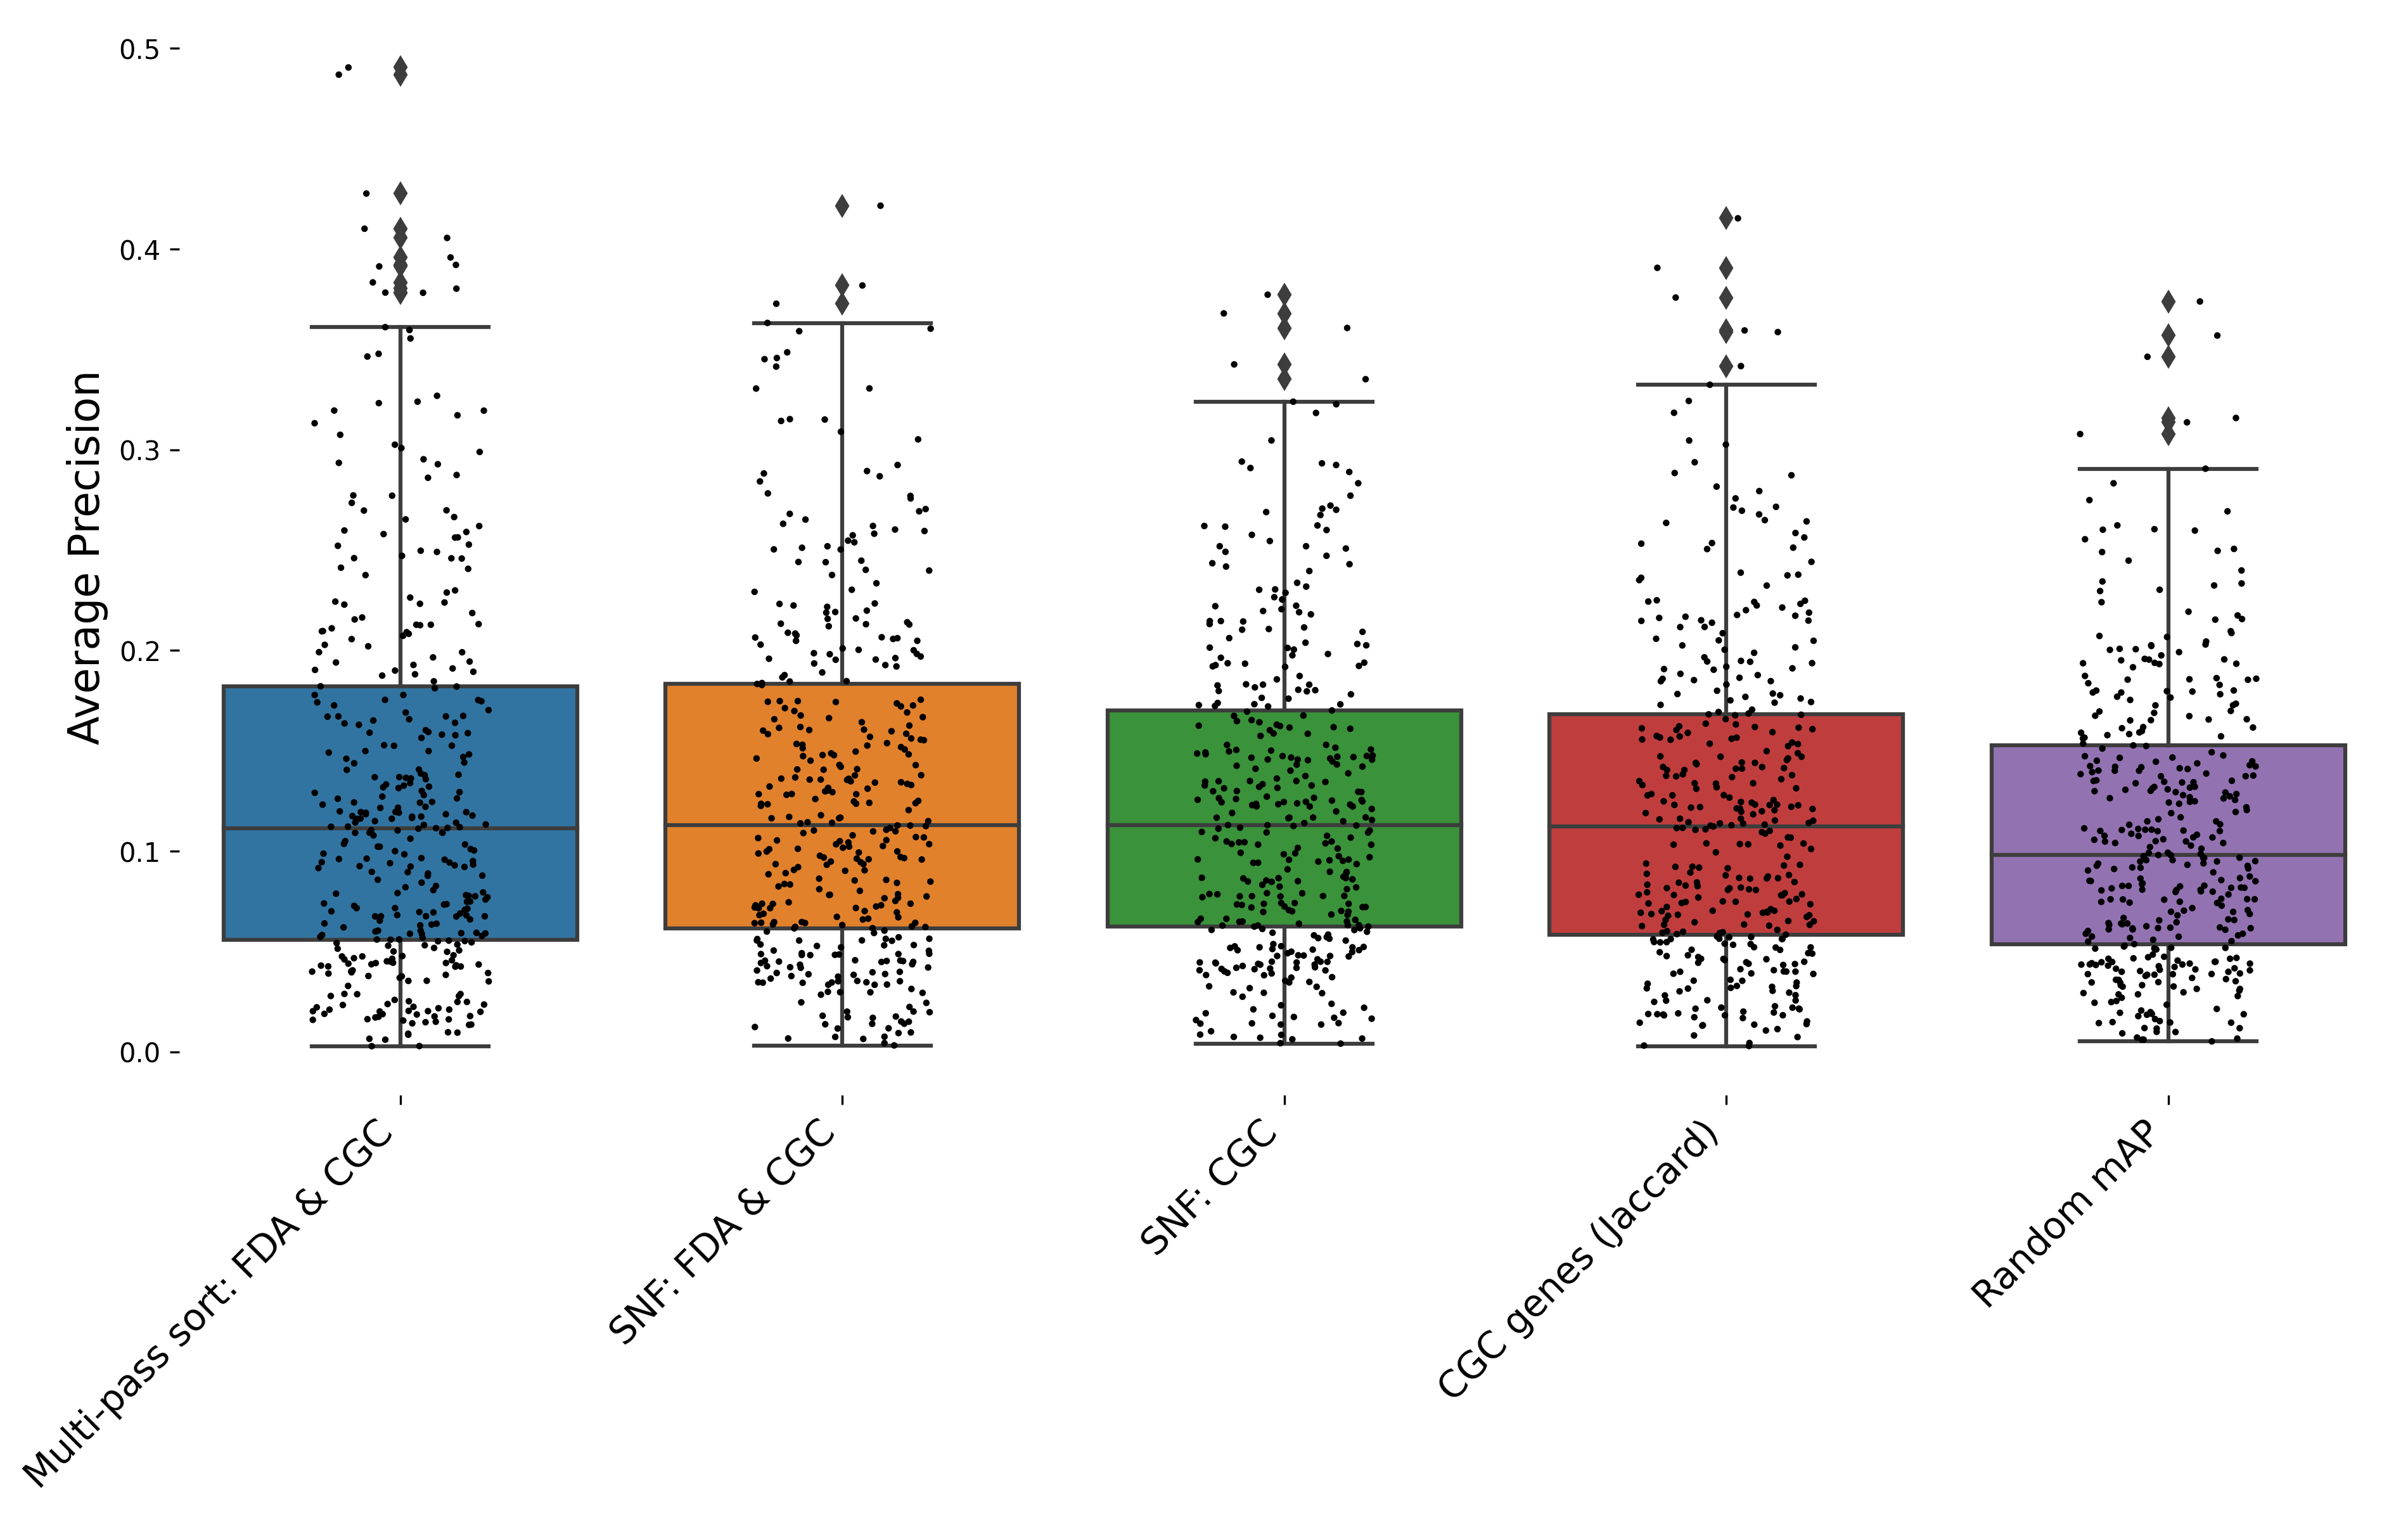 Average Precision
0.5
0.4
0.3
0.2
0.1
0.0
Multi-pass sort: FDA & CGC
SNF: FDA & CGC
SNF: CGC
CGC genes (Jaccard)
Random mAP